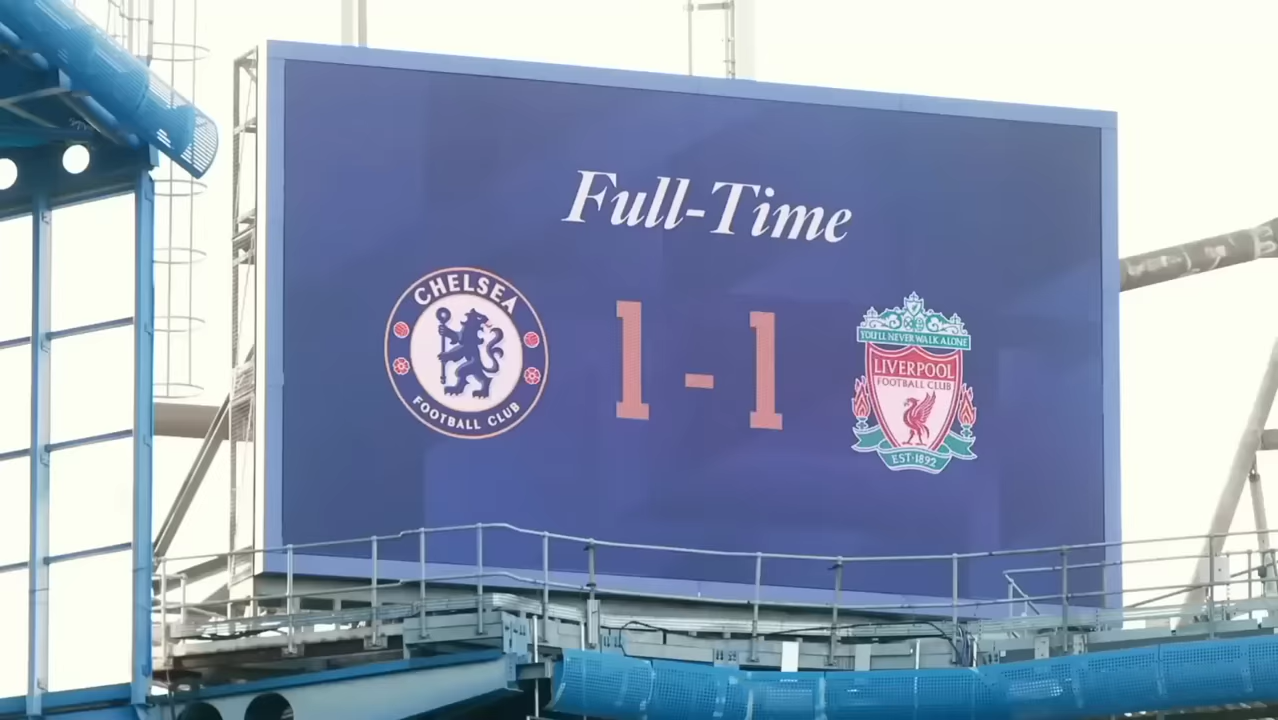 Full-Time
CHELSEA
FOOTBALL CLUB
1-1
YOU'LL NEVER WALK ALONE
LIVERPOOL
FOOTBALL CLUB
EST·1892